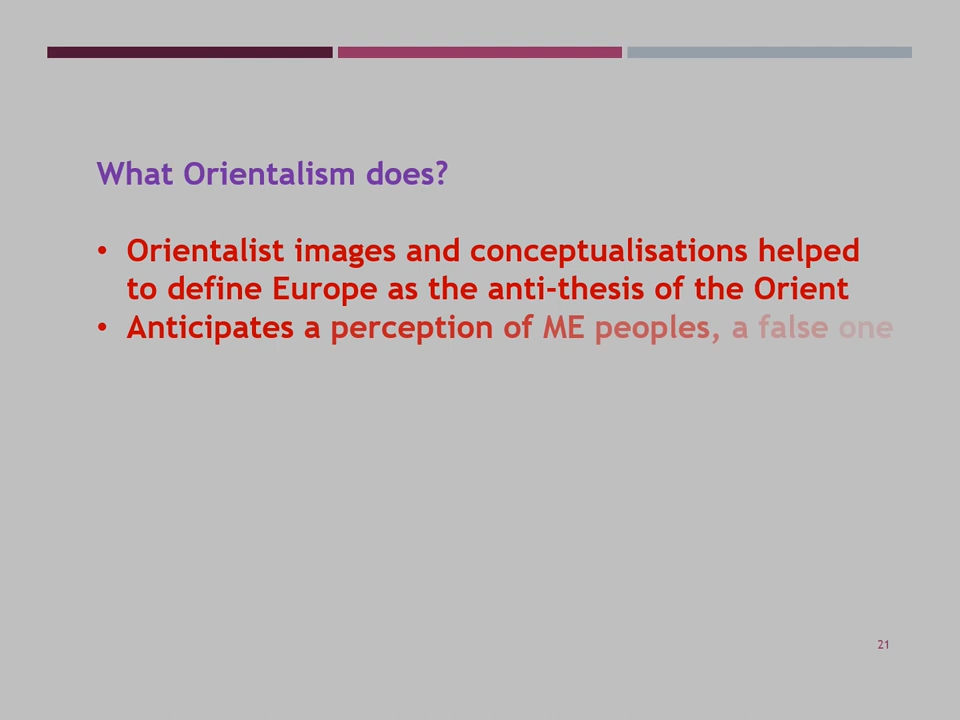 What Orientalism does?
• Orientalist images and conceptualisations helped
to define Europe as the anti-thesis of the Orient
• Anticipates a perception of ME peoples, a false one
21